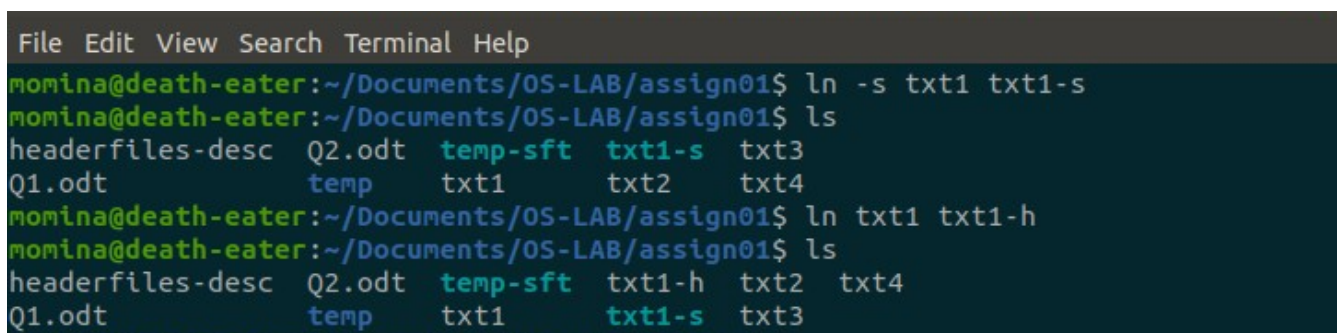 File Edit View Search Terminal Help
momina@death-eater:~/Documents/OS-LAB/assign01$ ln -s txt1 txt1-s
momina@death-eater:~/Documents/OS-LAB/assign01$ ls
headerfiles-desc Q2.odt temp-sft txt1-s txt3
Q1.odt temp txt1 txt2 txt4
momina@death-eater:~/Documents/OS-LAB/assign01$ ln txt1 txt1-h
momina@death-eater:~/Documents/OS-LAB/assign01$ ls
headerfiles-desc Q2.odt temp-sft txt1-h txt2 txt4
Q1.odt temp txt1 txt1-s txt3